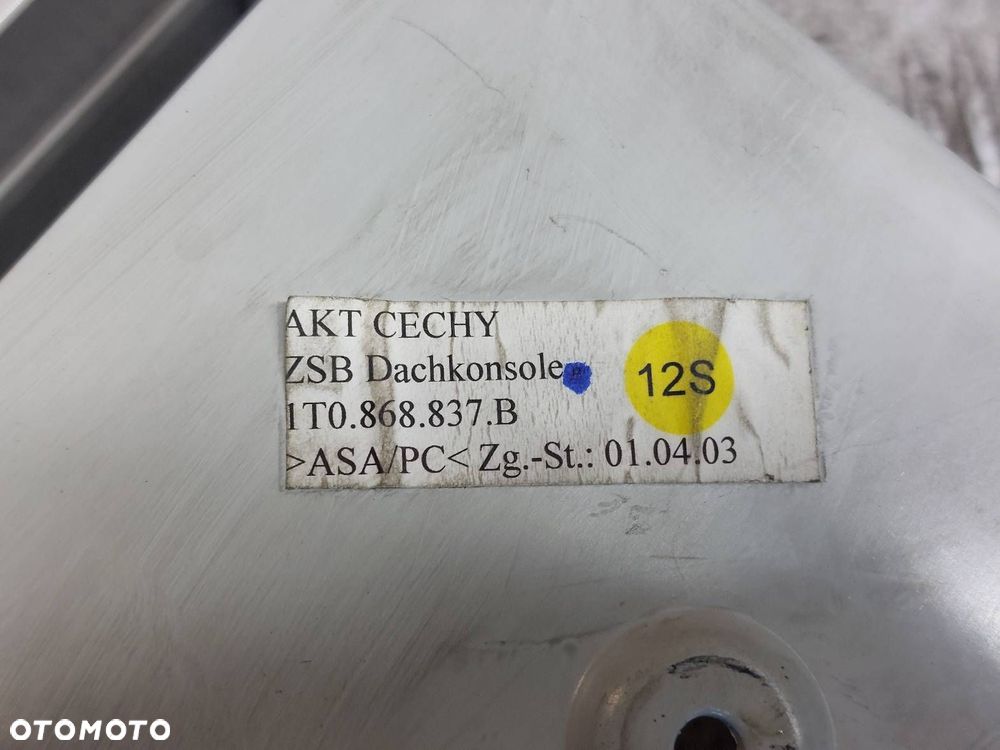 AKT CECHY
ZSB Dachkonsole
12S
1T0.868.837.B
>ASA/PC< Zg.-St.: 01.04.03
OTOMOTO